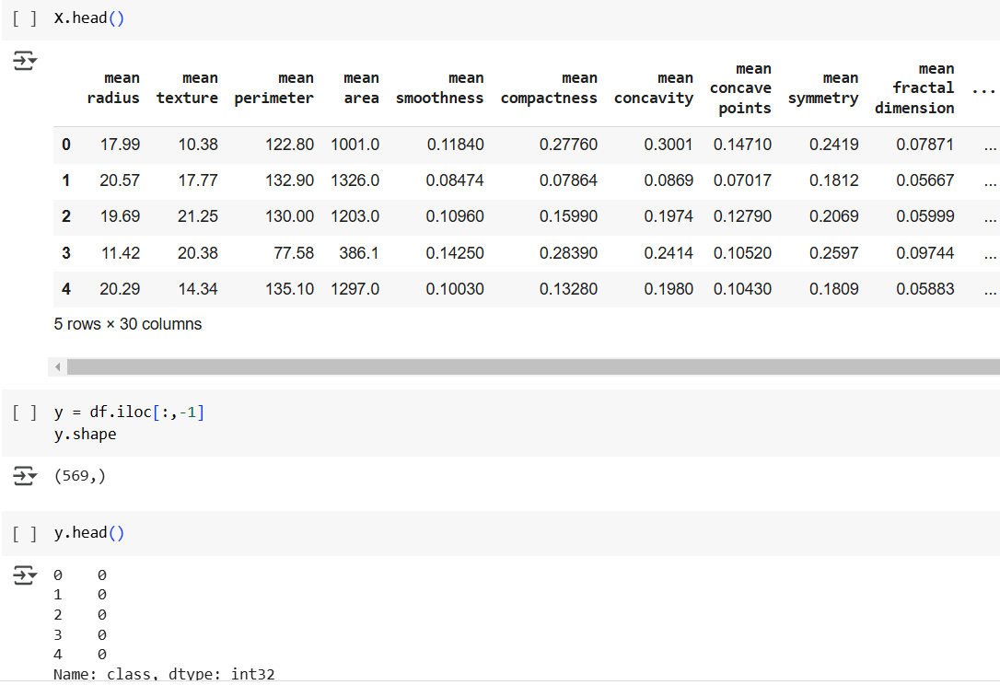 [ ] X.head()
mean radius mean texture mean perimeter mean area mean smoothness mean compactness mean concavity mean concave points mean symmetry mean fractal dimension ...
0 17.99 10.38 122.80 1001.0 0.11840 0.27760 0.3001 0.14710 0.2419 0.07871 ...
1 20.57 17.77 132.90 1326.0 0.08474 0.07864 0.0869 0.07017 0.1812 0.05667 ...
2 19.69 21.25 130.00 1203.0 0.10960 0.15990 0.1974 0.12790 0.2069 0.05999 ...
3 11.42 20.38 77.58 386.1 0.14250 0.28390 0.2414 0.10520 0.2597 0.09744 ...
4 20.29 14.34 135.10 1297.0 0.10030 0.13280 0.1980 0.10430 0.1809 0.05883 ...
5 rows × 30 columns
[ ] y = df.iloc[:,-1]
y.shape
(569,)
[ ] y.head()
0 0
1 0
2 0
3 0
4 0
Name: class, dtype: int32